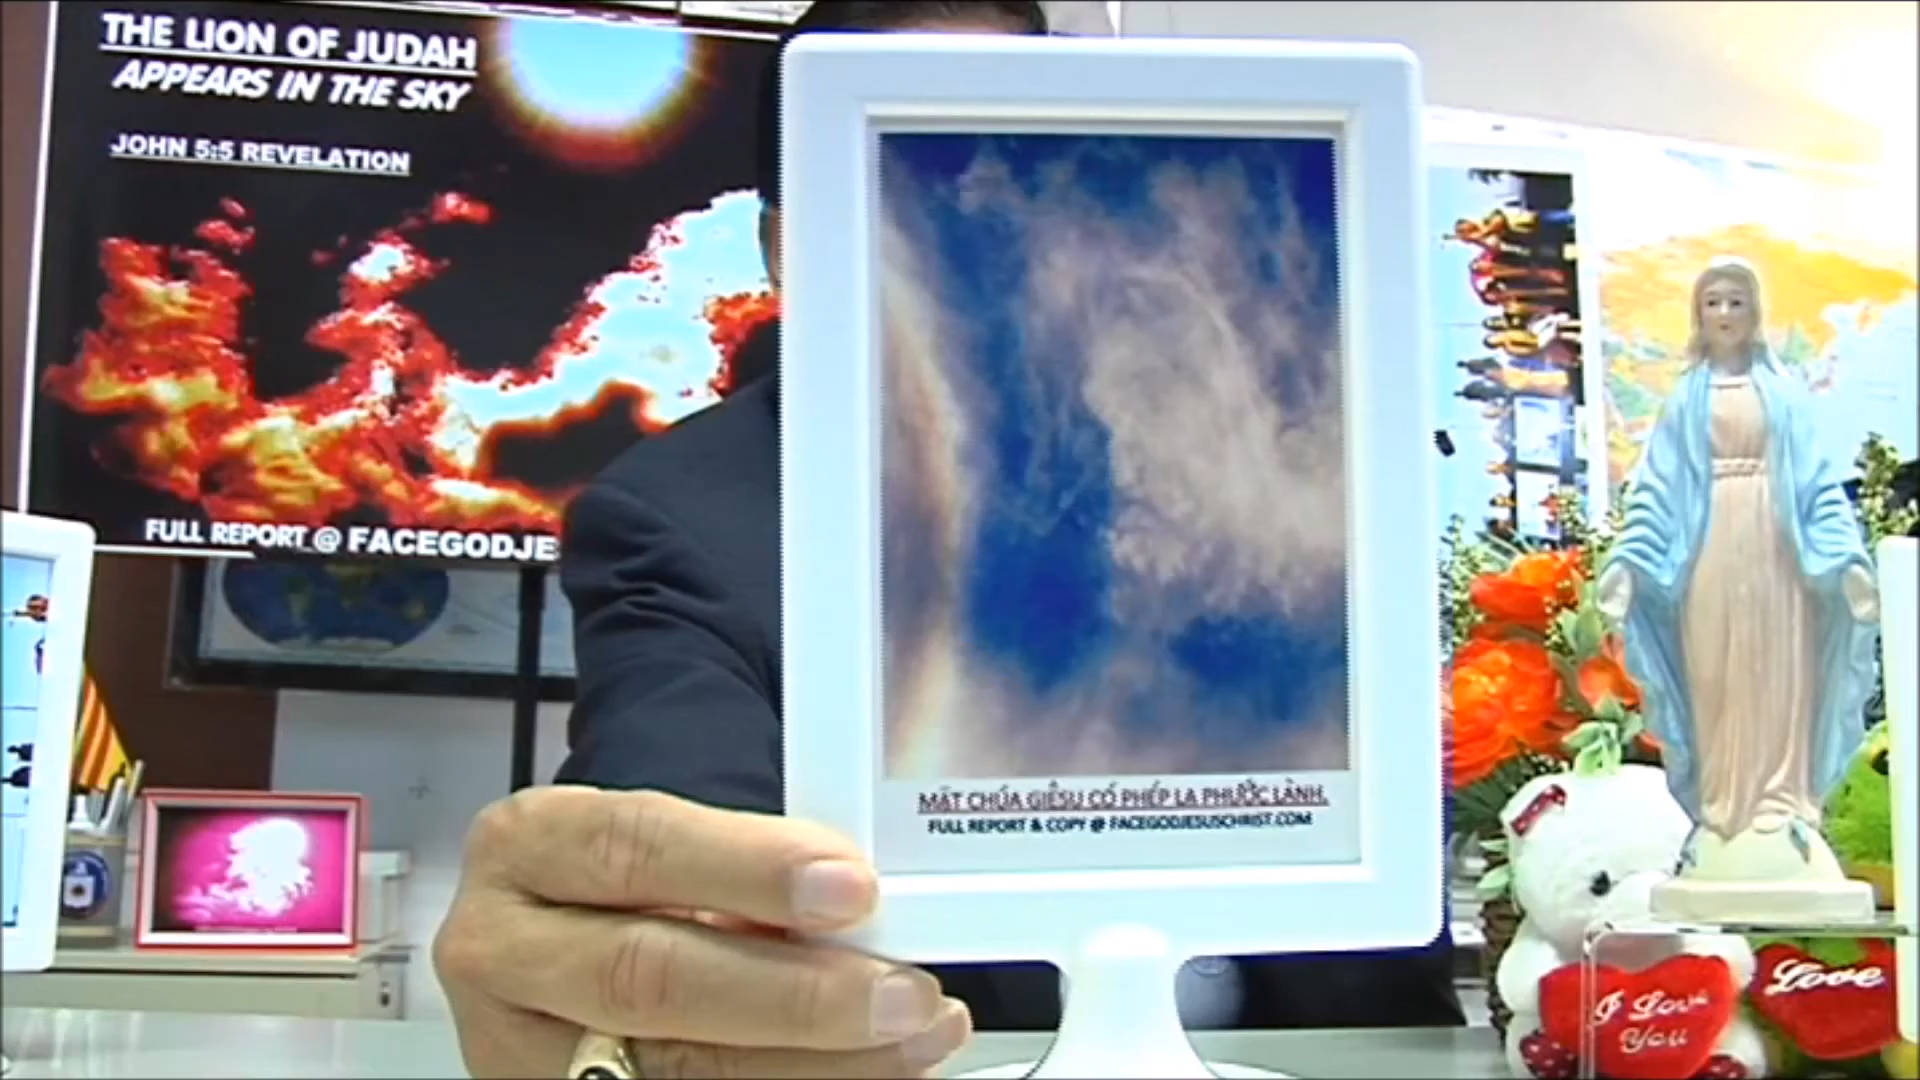 THE LION OF JUDAH
APPEARS IN THE SKY
JOHN 5:5 REVELATION
FULL REPORT @ FACEGODJE
MẶT CHÚA GIÊSU CÓ PHÉP LẠ PHƯỚC LÀNH.
FULL REPORT & COPY @ FACEGODJESUSCHRIST.COM
I Love
You
Love